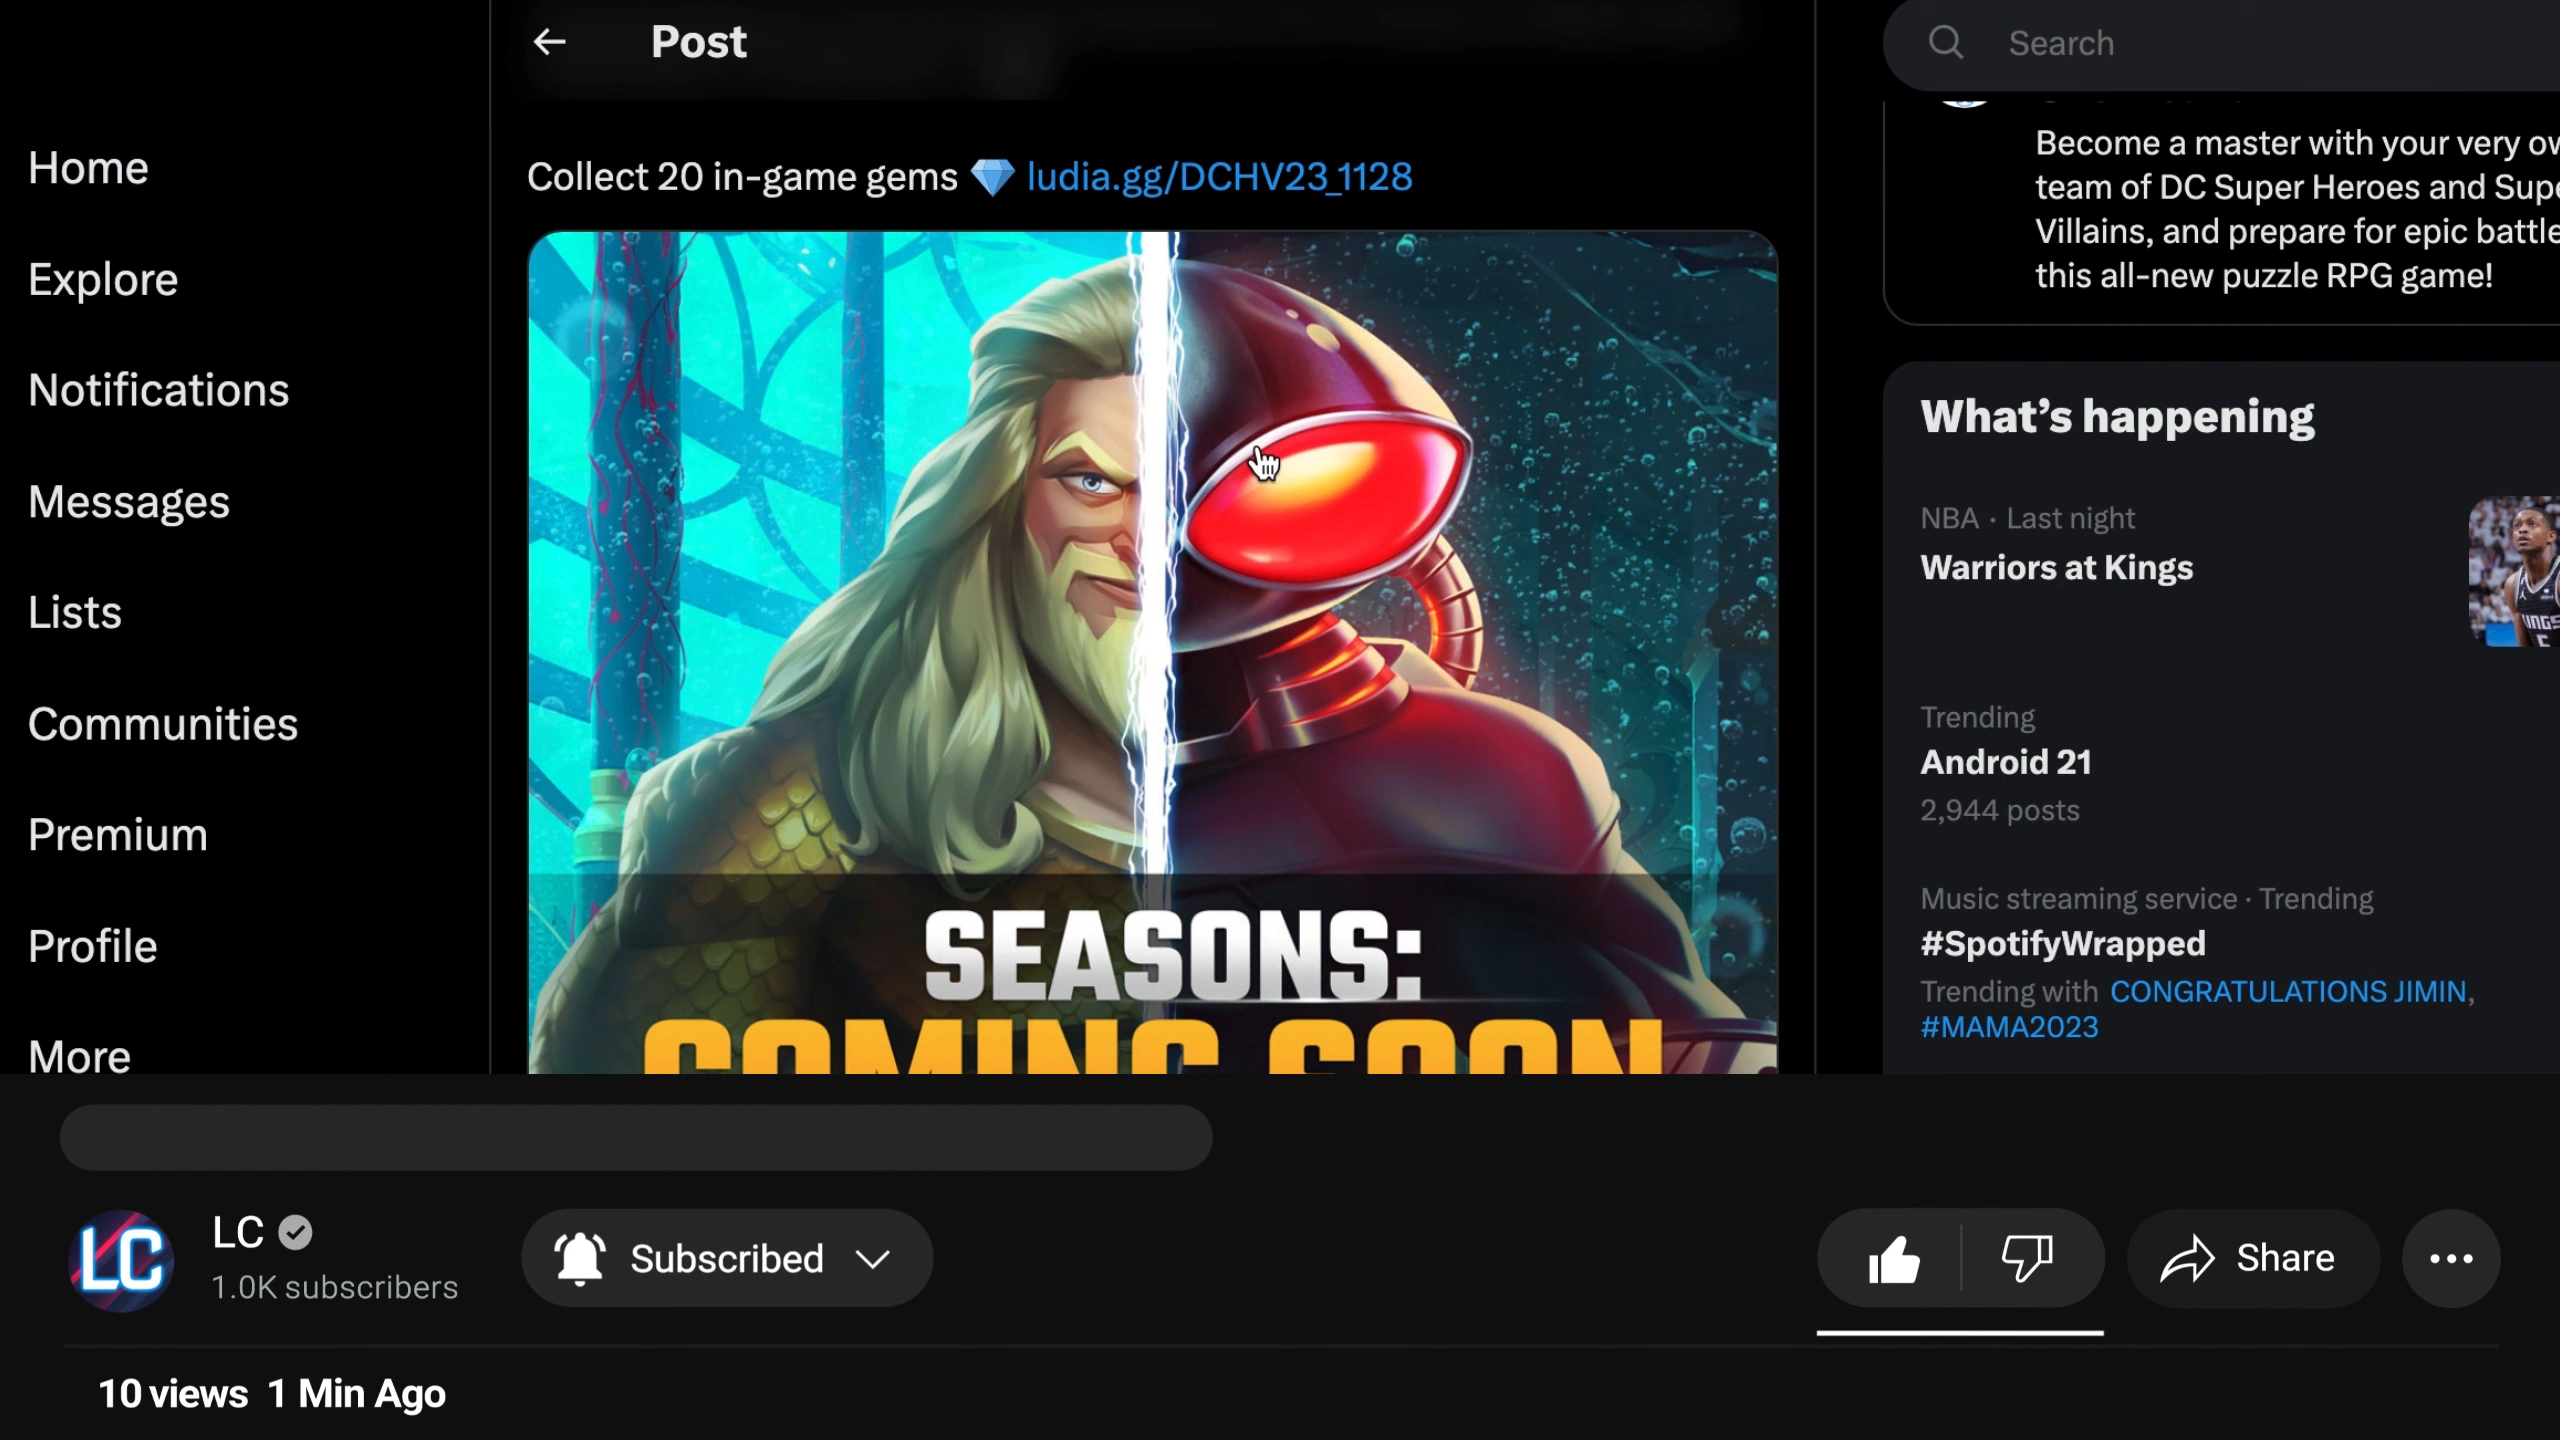 Post
Search
Home
Explore
Notifications
Messages
Lists
Communities
Premium
Profile
More
Collect 20 in-game gems 💎 ludia.gg/DCHV23_1128
SEASONS:
COMING SOON
Become a master with your very
team of DC Super Heroes and
Villains, and prepare for epic
this all-new puzzle RPG game!
What’s happening
NBA · Last night
Warriors at Kings
Trending
Android 21
2,944 posts
Music streaming service · Trending
#SpotifyWrapped
Trending with CONGRATULATIONS JIMIN,
#MAMA2023
LC
LC
1.0K subscribers
Subscribed
Share
10 views 1 Min Ago